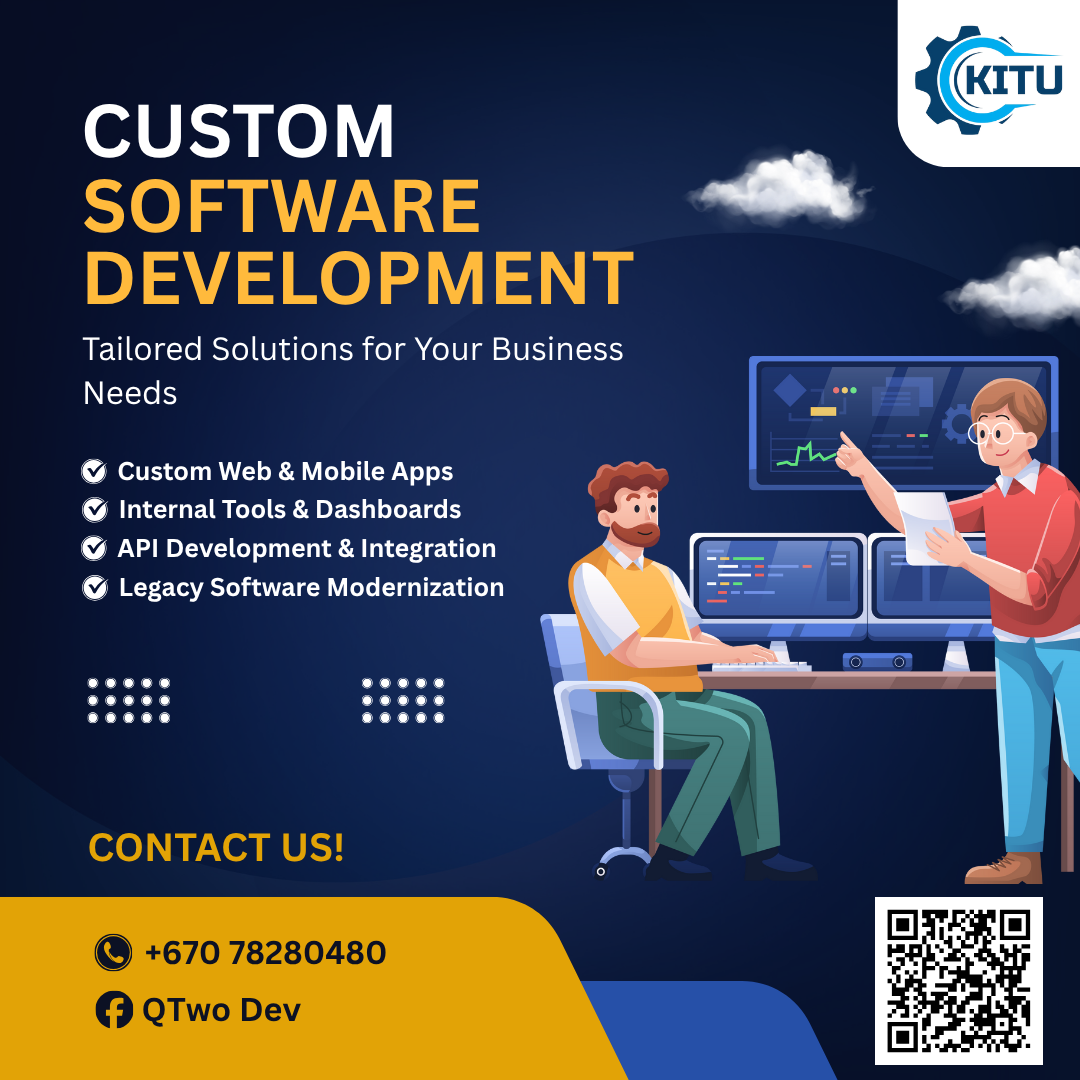 KITU
CUSTOM
SOFTWARE
DEVELOPMENT
Tailored Solutions for Your Business
Needs
Custom Web & Mobile Apps
Internal Tools & Dashboards
API Development & Integration
Legacy Software Modernization
CONTACT US!
+670 78280480
QTwo Dev